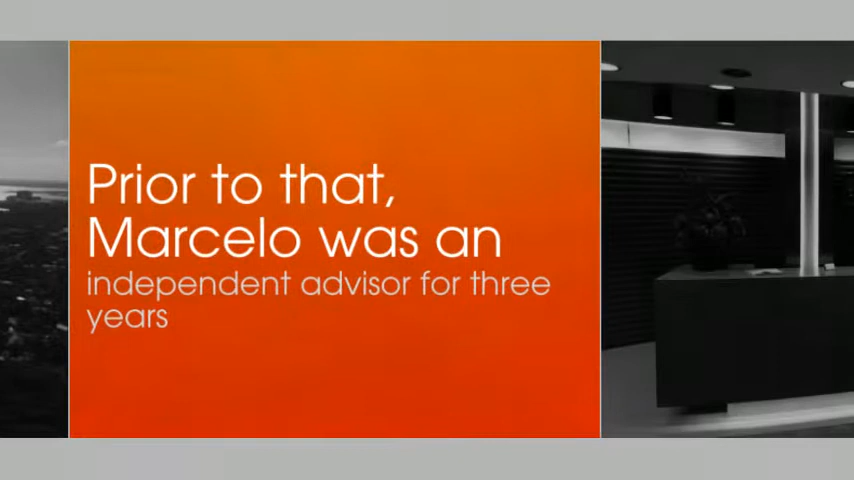 Prior to that,
Marcelo was an
independent advisor for three
years